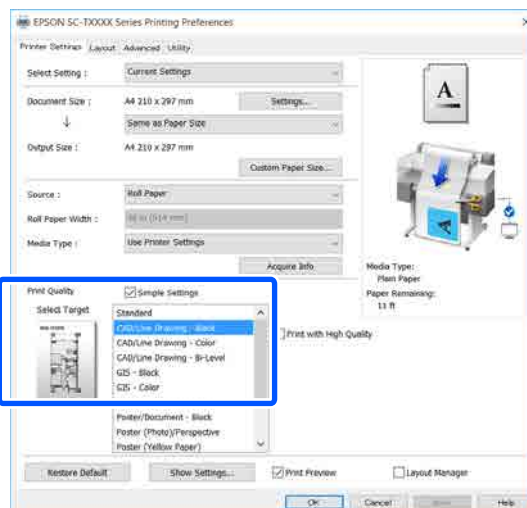 EPSON SC-TXXXX Series Printing Preferences
Printer Settings Layout Advanced Utility
Select Setting : Current Settings
Document Size : A4 210 x 297 mm Settings...
Same as Paper Size
Output Size : A4 210 x 297 mm
Custom Paper Size...
Source : Roll Paper
Roll Paper Width :
Media Type : Use Printer Settings
Acquire Info
Media Type:
Plain Paper
Paper Remaining:
11 ft
Print Quality Simple Settings
Select Target
Standard
CAD/Line Drawing - Black
CAD/Line Drawing - Color
CAD/Line Drawing - Bi-Level
GIS - Black
GIS - Color
Print with High Quality
Poster/Document - Black
Poster (Photo)/Perspective
Poster (Yellow Paper)
Restore Default Show Settings... Print Preview Layout Manager
OK Cancel Help
A
A